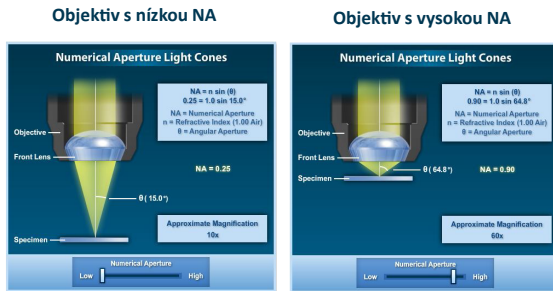 Objektiv s nízkou NA
Numerical Aperture Light Cones
NA = n sin (θ)
0.25 = 1.0 sin 15.0°
NA = Numerical Aperture
n = Refractive Index (1.00 Air)
θ = Angular Aperture
Objective
Front Lens
NA = 0.25
θ ( 15.0°)
Approximate Magnification
10x
Specimen
Numerical Aperture
Low
High
Objektiv s vysokou NA
Numerical Aperture Light Cones
NA = n sin (θ)
0.90 = 1.0 sin 64.8°
NA = Numerical Aperture
n = Refractive Index (1.00 Air)
θ = Angular Aperture
Objective
Front Lens
Specimen
θ ( 64.8°)
NA = 0.90
Approximate Magnification
60x
Numerical Aperture
Low
High